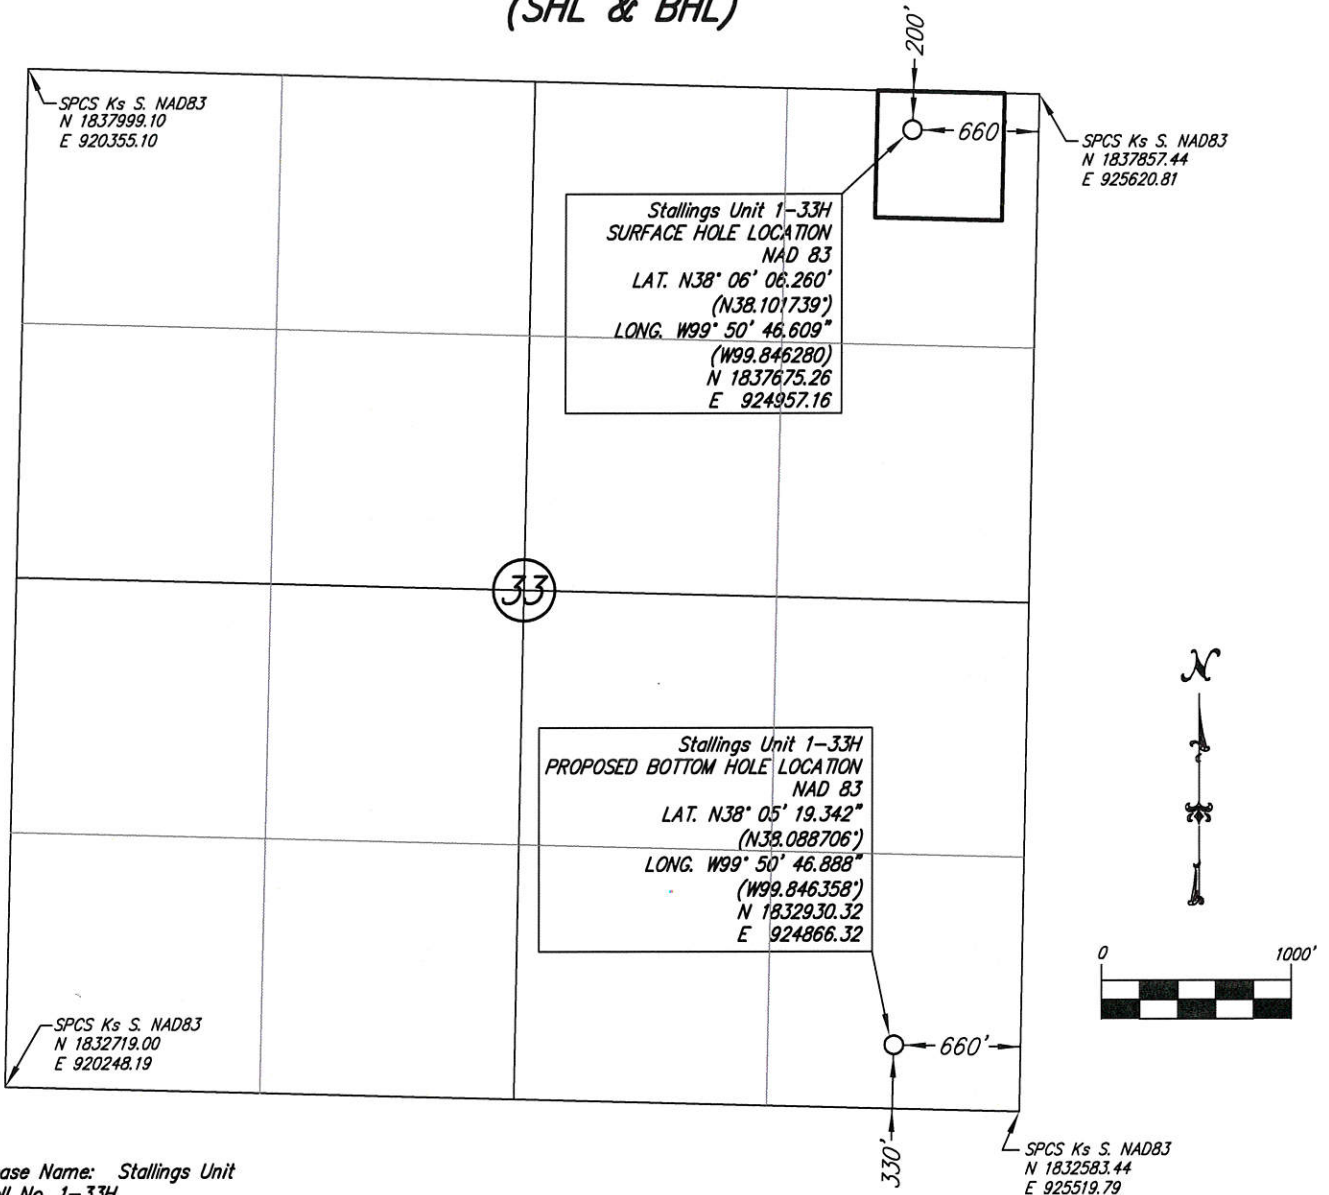 (SHL & BHL)
200'
SPCS Ks S. NAD83
N 1837999.10
E 920355.10
660'
SPCS Ks S. NAD83
N 1837857.44
E 925620.81
Stallings Unit 1-33H
SURFACE HOLE LOCATION
NAD 83
LAT. N38° 06' 06.260'
(N38.101739°)
LONG. W99° 50' 46.609"
(W99.846280)
N 1837675.26
E 924957.16
33
N
Stallings Unit 1-33H
PROPOSED BOTTOM HOLE LOCATION
NAD 83
LAT. N38° 05' 19.342"
(N38.088706°)
LONG. W99° 50' 46.888"
(W99.846358°)
N 1832930.32
E 924866.32
0 1000'
SPCS Ks S. NAD83
N 1832719.00
E 920248.19
660'
330'
SPCS Ks S. NAD83
N 1832583.44
E 925519.79
ase Name: Stallings Unit
ll No. 1-33H